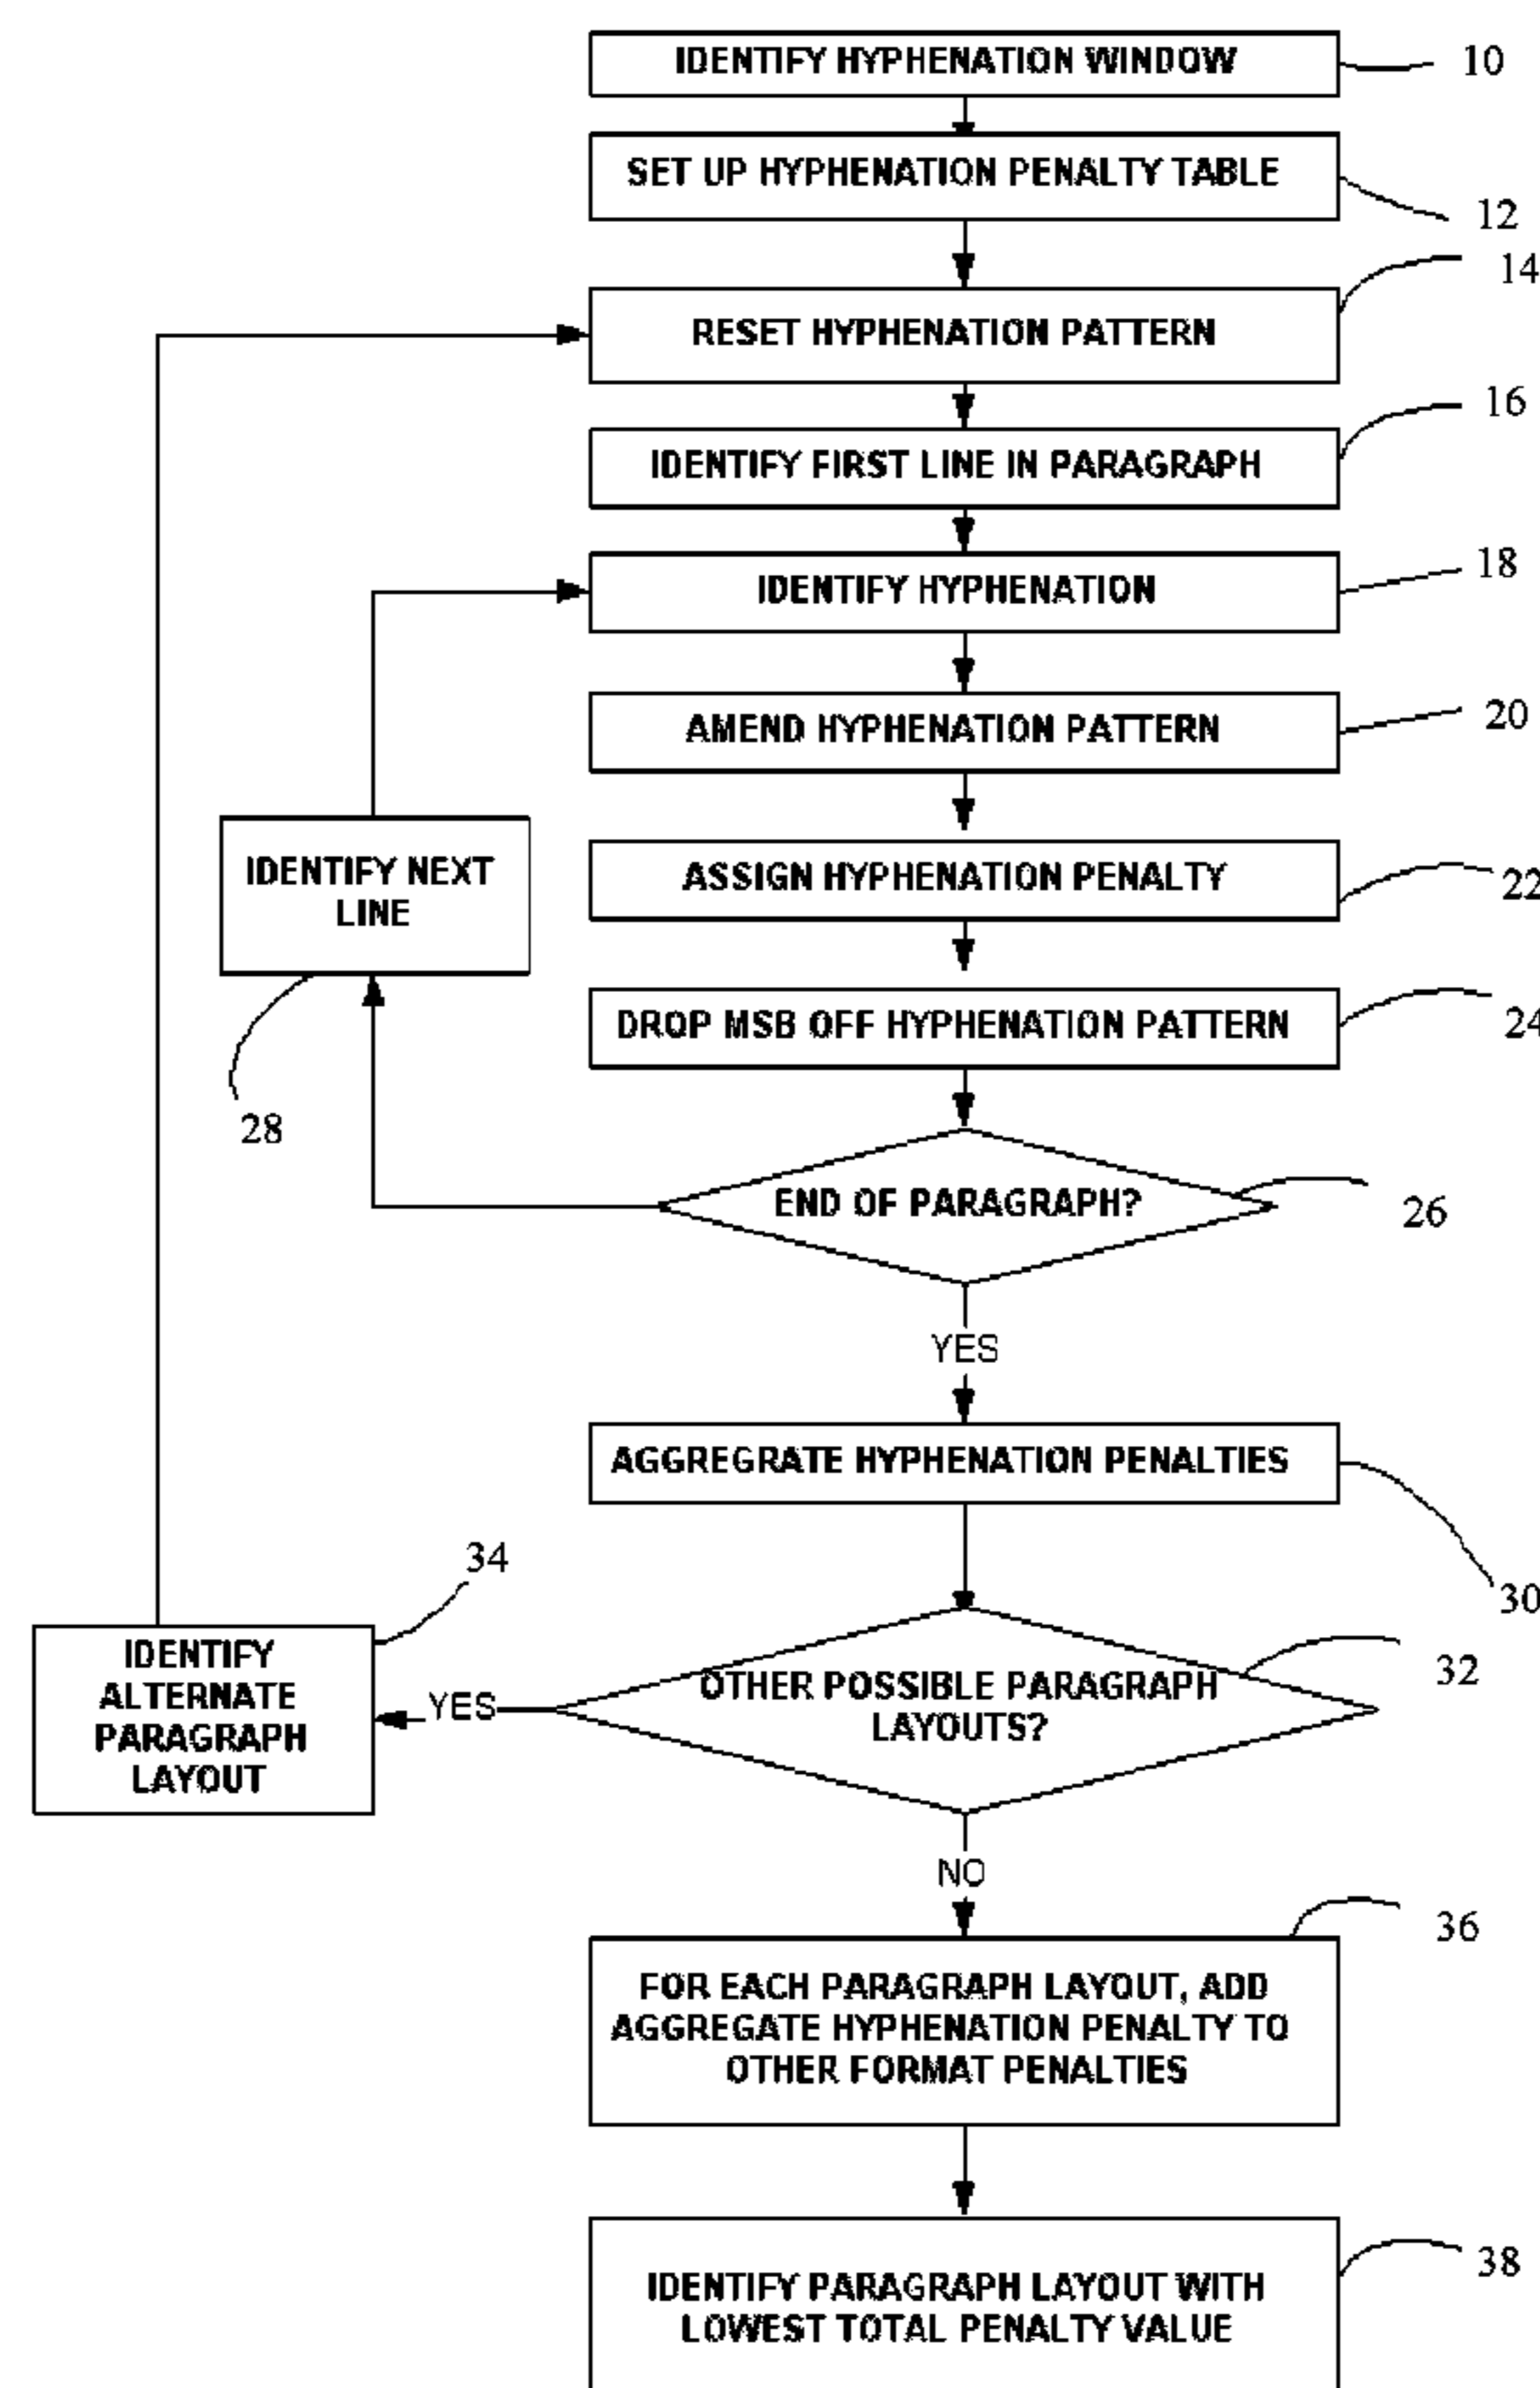 IDENTIFY HYPHENATION WINDOW
10
SET UP HYPHENATION PENALTY TABLE
12
14
RESET HYPHENATION PATTERN
16
IDENTIFY FIRST LINE IN PARAGRAPH
18
IDENTIFY HYPHENATION
20
AMEND HYPHENATION PATTERN
IDENTIFY NEXT
LINE
28
ASSIGN HYPHENATION PENALTY
22
DROP MSB OFF HYPHENATION PATTERN
24
END OF PARAGRAPH?
26
YES
AGGREGRATE HYPHENATION PENALTIES
30
34
IDENTIFY
ALTERNATE
PARAGRAPH
LAYOUT
YES
OTHER POSSIBLE PARAGRAPH
LAYOUTS?
32
NO
36
FOR EACH PARAGRAPH LAYOUT, ADD
AGGREGATE HYPHENATION PENALTY TO
OTHER FORMAT PENALTIES
38
IDENTIFY PARAGRAPH LAYOUT WITH
LOWEST TOTAL PENALTY VALUE